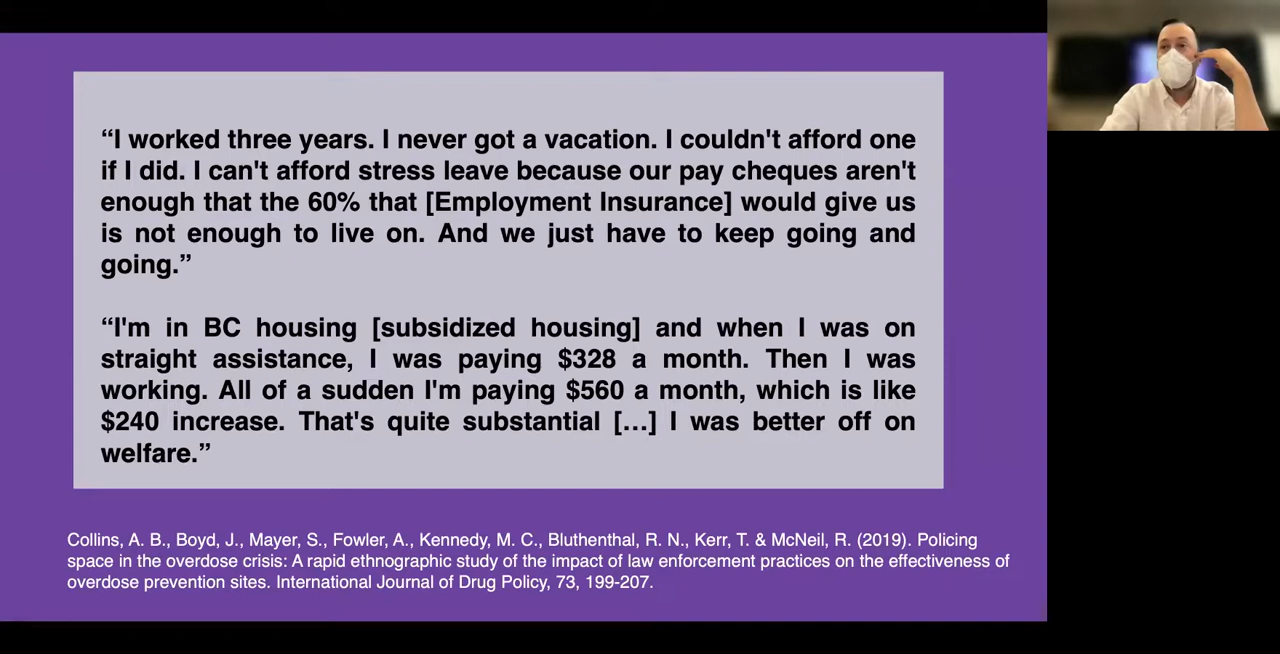 “I worked three years. I never got a vacation. I couldn't afford one
if I did. I can't afford stress leave because our pay cheques aren't
enough that the 60% that [Employment Insurance] would give us
is not enough to live on. And we just have to keep going and
going.”
“I'm in BC housing [subsidized housing] and when I was on
straight assistance, I was paying $328 a month. Then I was
working. All of a sudden I'm paying $560 a month, which is like
$240 increase. That's quite substantial [...] I was better off on
welfare.”
Collins, A. B., Boyd, J., Mayer, S., Fowler, A., Kennedy, M. C., Bluthenthal, R. N., Kerr, T. & McNeil, R. (2019). Policing
space in the overdose crisis: A rapid ethnographic study of the impact of law enforcement practices on the effectiveness of
overdose prevention sites. International Journal of Drug Policy, 73, 199-207.